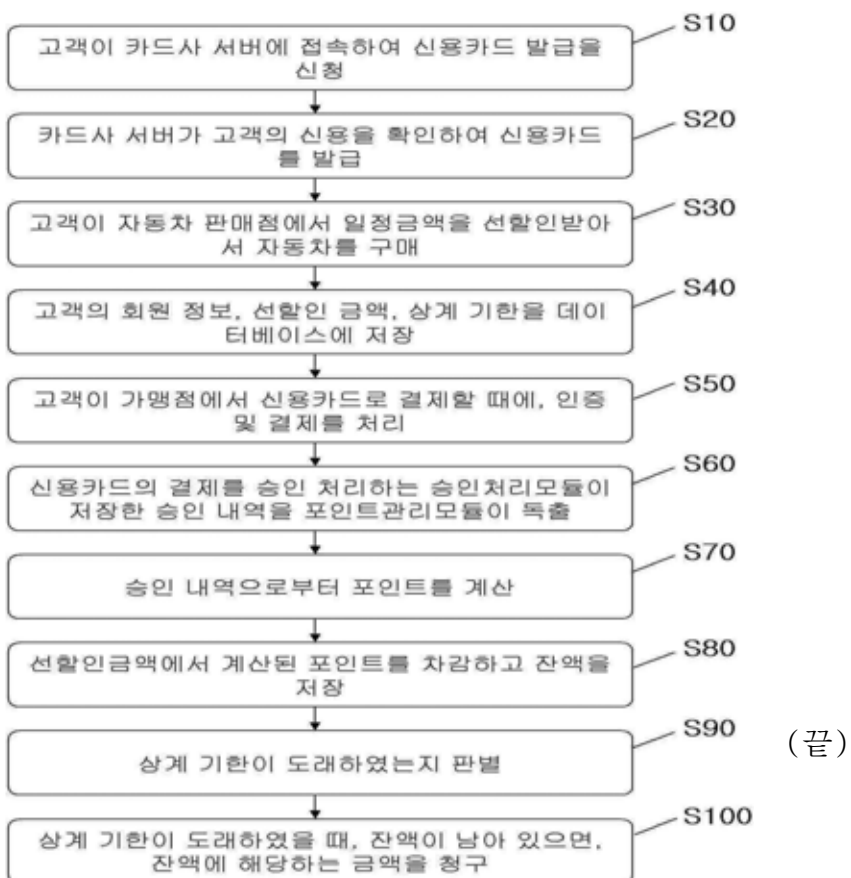 S10
고객이 카드사 서버에 접속하여 신용카드 발급을
신청
S20
카드사 서버가 고객의 신용을 확인하여 신용카드
를 발급
S30
고객이 자동차 판매점에서 일정금액을 선할인받아
서 자동차를 구매
S40
고객의 회원 정보, 선할인 금액, 상계 기한을 데이
터베이스에 저장
S50
고객이 가맹점에서 신용카드로 결제할 때에, 인증
및 결제를 처리
S60
신용카드의 결제를 승인 처리하는 승인처리모듈이
저장한 승인 내역을 포인트관리모듈이 독출
S70
승인 내역으로부터 포인트를 계산
S80
선할인금액에서 계산된 포인트를 차감하고 잔액을
저장
S90
상계 기한이 도래하였는지 판별
(끝)
S100
상계 기한이 도래하였을 때, 잔액이 남아 있으면,
잔액에 해당하는 금액을 청구